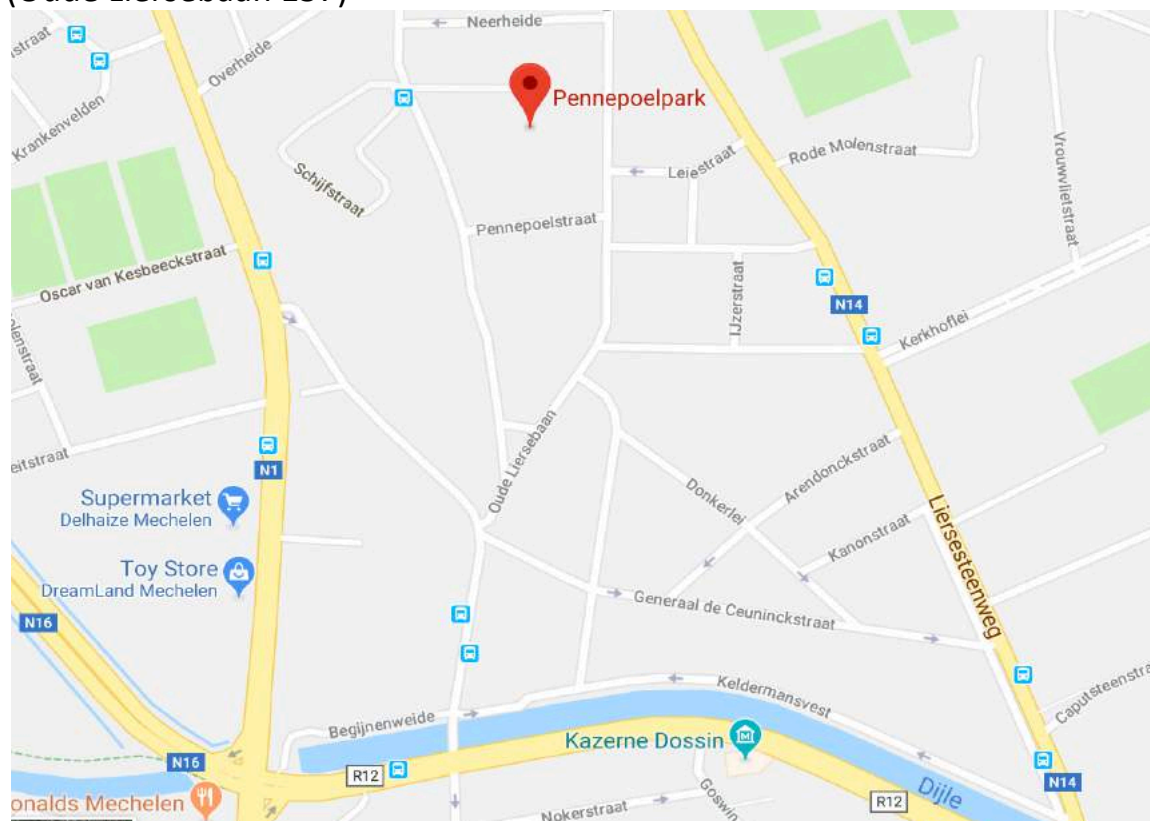 Neerheide
Overheide
Krankenvelden
Pennepoelpark
Schijfstraat
Leiestraat
Rode Molenstraat
Vrouwvlietstraat
Pennepoelstraat
Oscar van Kesbeeckstraat
IJzerstraat
N14
Kerkhoflei
Oude Liersebaan
N1
Donkerlei
Arendonckstraat
Kanonstraat
Liersesteenweg
Supermarket
Delhaize Mechelen
Toy Store
DreamLand Mechelen
N16
Generaal de Ceuninckstraat
Keldermansvest
Begijnenweide
Caputsteenstra
Kazerne Dossin
N16
R12
N14
Dijle
R12
onalds Mechelen
Nokerstraat
Goswin